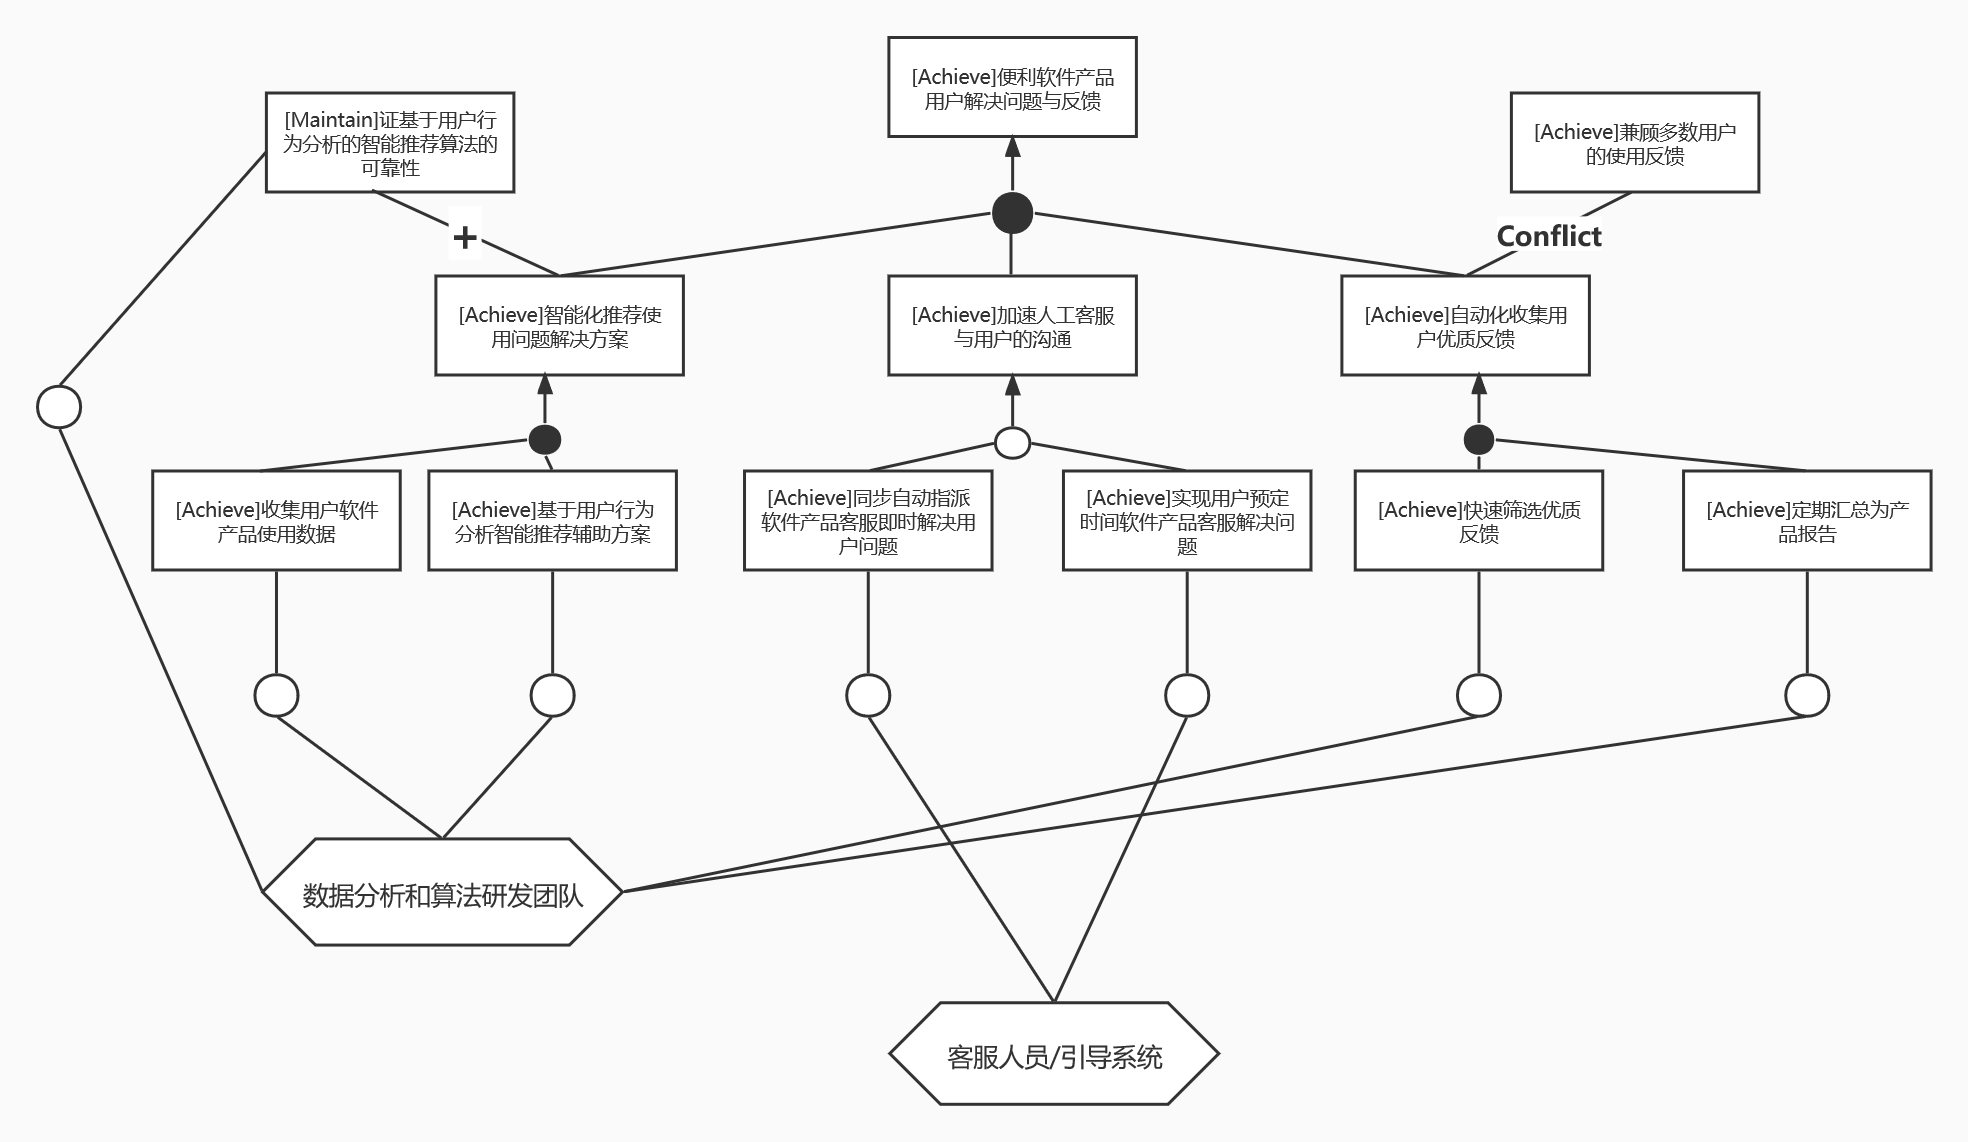 [Achieve]便利软件产品
用户解决问题与反馈
[Maintain]证基于用户行
为分析的智能推荐算法的
可靠性
[Achieve]兼顾多数用户
的使用反馈
+
Conflict
[Achieve]智能化推荐使
用问题解决方案
[Achieve]加速人工客服
与用户的沟通
[Achieve]自动化收集用
户优质反馈
[Achieve]收集用户软件
产品使用数据
[Achieve]基于用户行为
分析智能推荐辅助方案
[Achieve]同步自动指派
软件产品客服即时解决用
户问题
[Achieve]实现用户预定
时间软件产品客服解决问
题
[Achieve]快速筛选优质
反馈
[Achieve]定期汇总为产
品报告
数据分析和算法研发团队
客服人员/引导系统